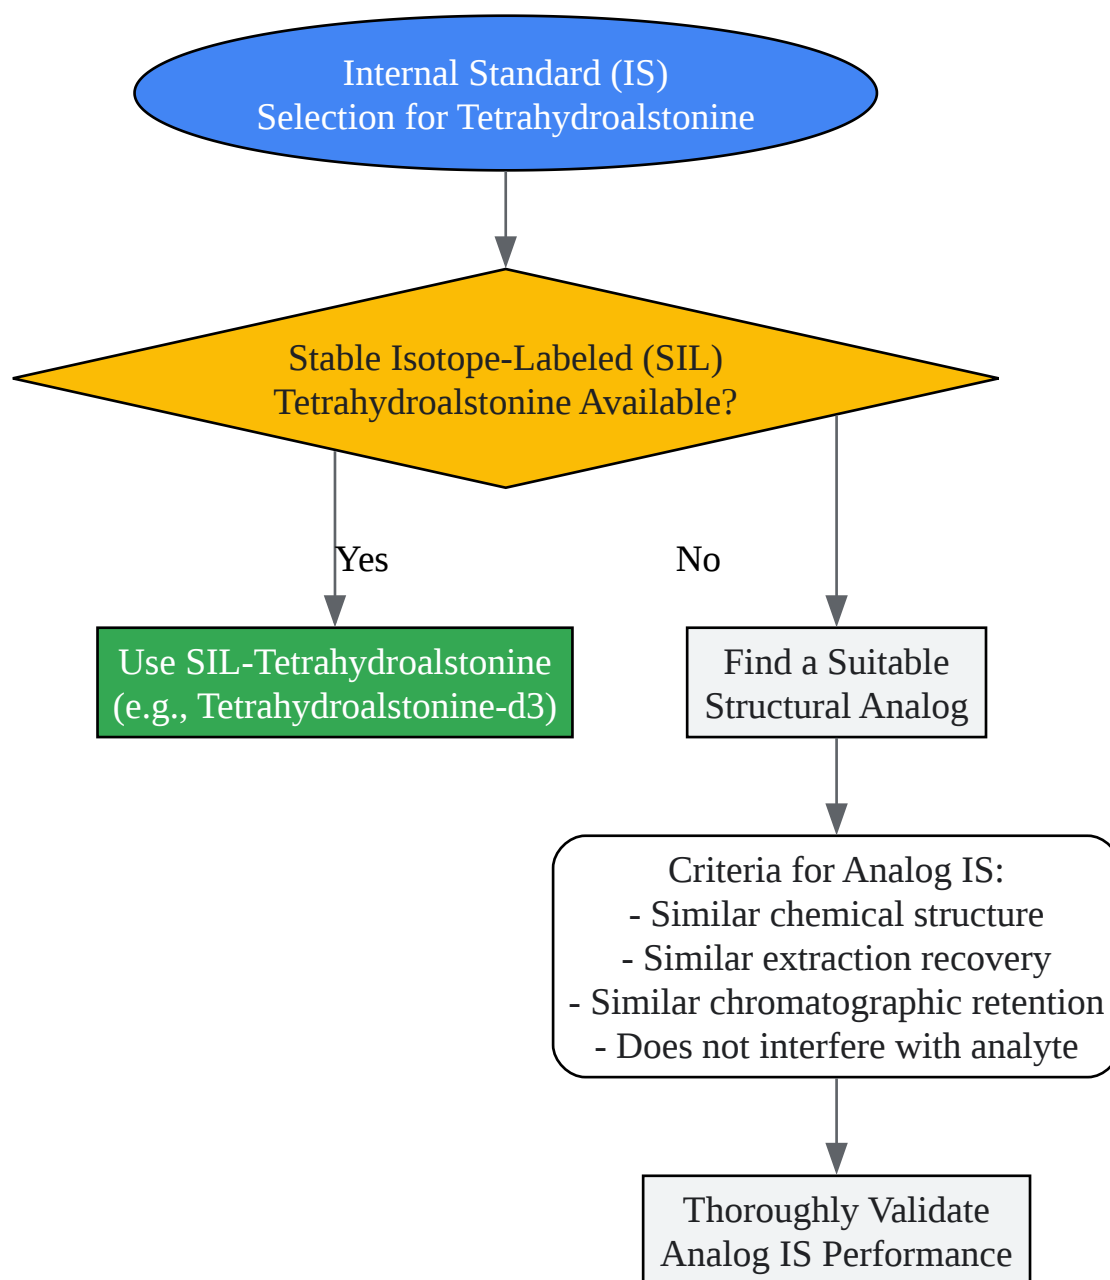 Internal Standard (IS)
Selection for Tetrahydroalstonine
Stable Isotope-Labeled (SIL)
Tetrahydroalstonine Available?
Yes
No
Use SIL-Tetrahydroalstonine
(e.g., Tetrahydroalstonine-d3)
Find a Suitable
Structural Analog
Criteria for Analog IS:
- Similar chemical structure
- Similar extraction recovery
- Similar chromatographic retention
- Does not interfere with analyte
Thoroughly Validate
Analog IS Performance